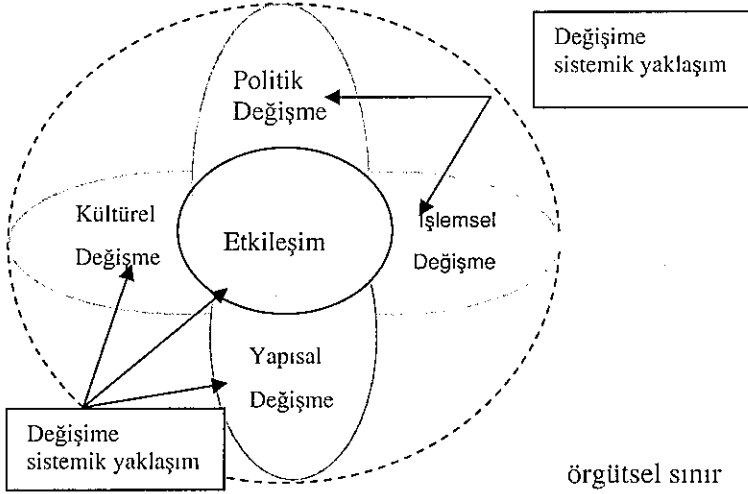 Değişime
sistemik yaklaşım
Politik
Değişme
Kültürel
Değişme
Etkileşim
İşlemsel
Değişme
Yapısal
Değişme
Değişime
sistemik yaklaşım
örgütsel sınır